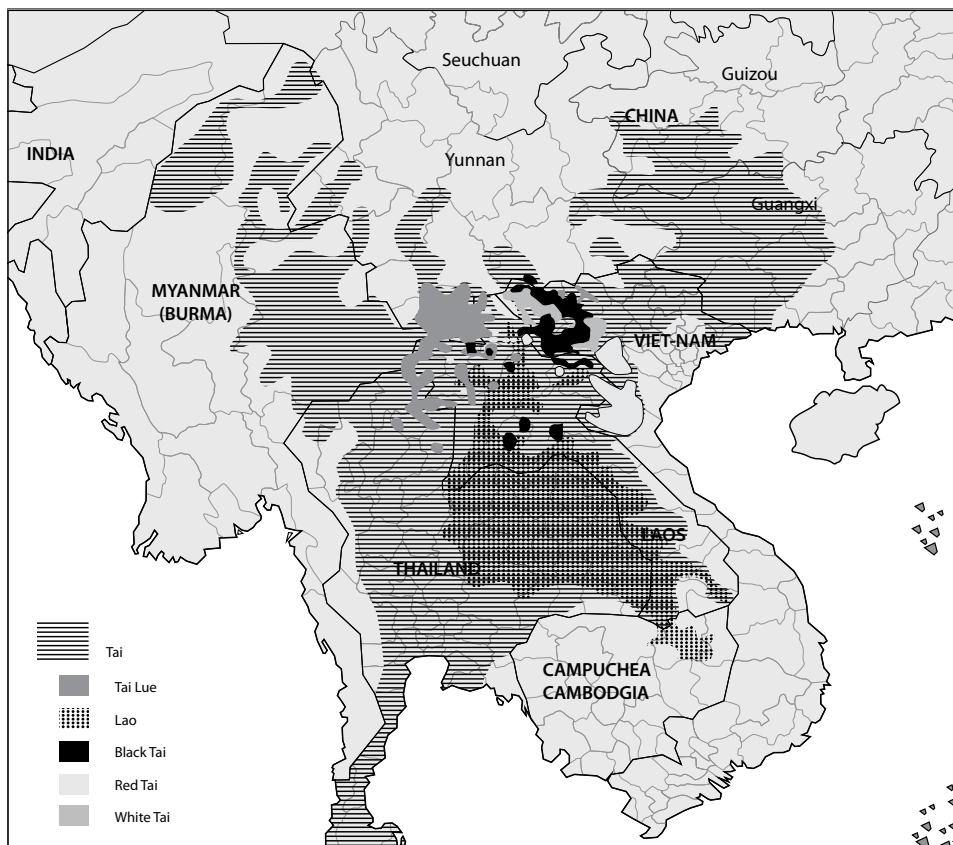 Seuchuan
Guizou
CHINA
INDIA
Yunnan
Guangxi
MYANMAR
(BURMA)
VIET-NAM
LAOS
THAILAND
CAMPUCHEA
CAMBODGIA
Tai
Tai Lue
Lao
Black Tai
Red Tai
White Tai